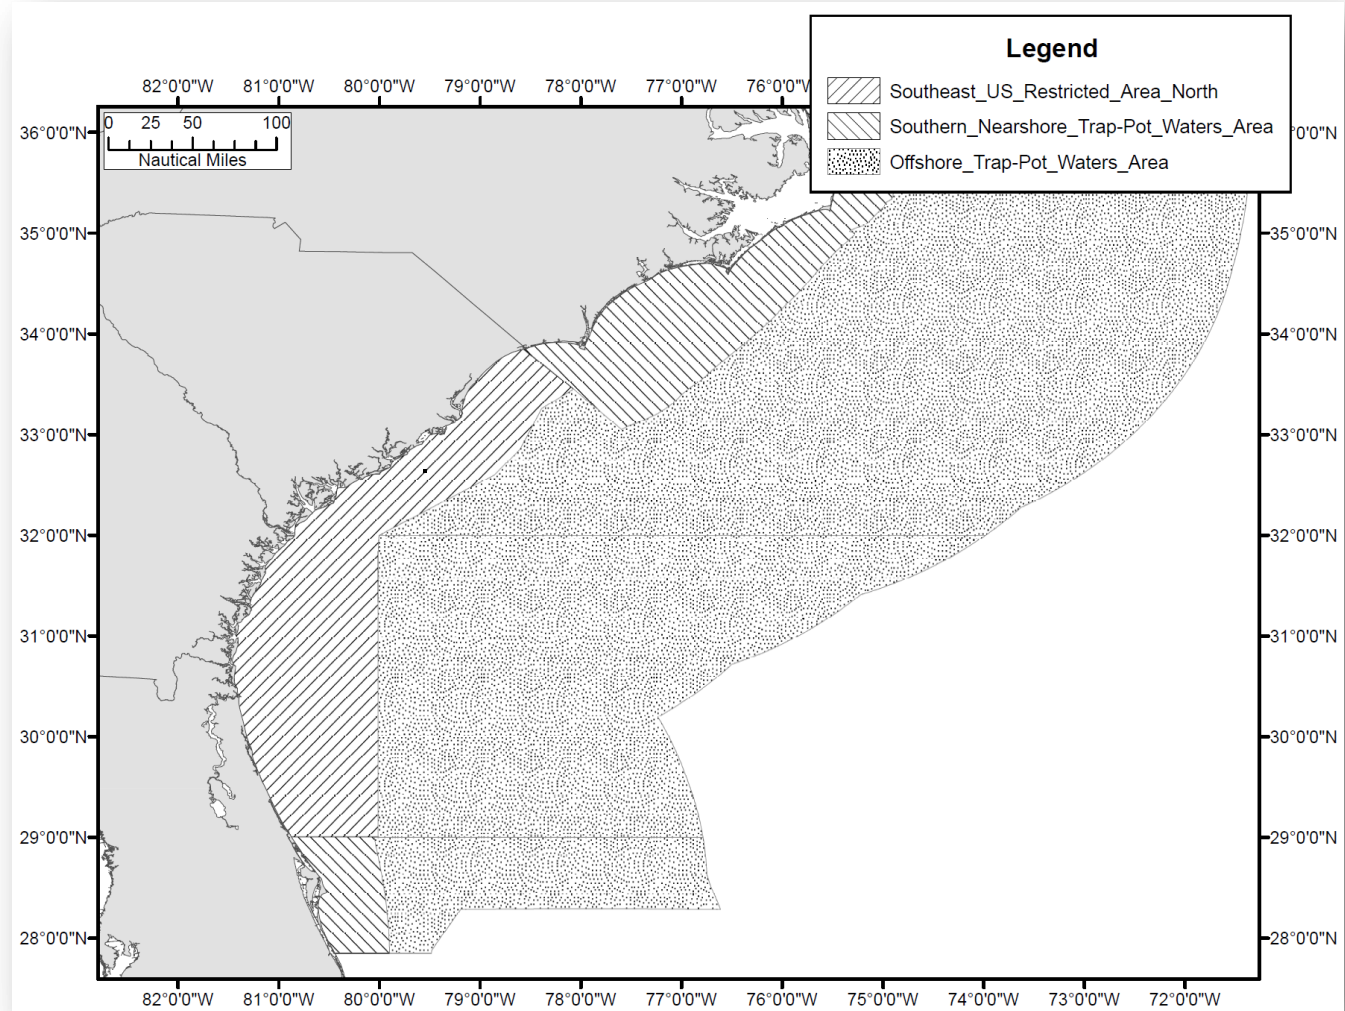 Legend
Southeast_US_Restricted_Area_North
Southern_Nearshore_Trap-Pot_Waters_Area
Offshore_Trap-Pot_Waters_Area
82°0'0"W 81°0'0"W 80°0'0"W 79°0'0"W 78°0'0"W 77°0'0"W 76°0'0
0 25 50 100
Nautical Miles
36°0'0"N °0'0"N
35°0'0"N 35°0'0"N
34°0'0"N 34°0'0"N
33°0'0"N 33°0'0"N
32°0'0"N 32°0'0"N
31°0'0"N 31°0'0"N
30°0'0"N 30°0'0"N
29°0'0"N 29°0'0"N
28°0'0"N 28°0'0"N
82°0'0"W 81°0'0"W 80°0'0"W 79°0'0"W 78°0'0"W 77°0'0"W 76°0'0"W 75°0'0"W 74°0'0"W 73°0'0"W 72°0'0"W